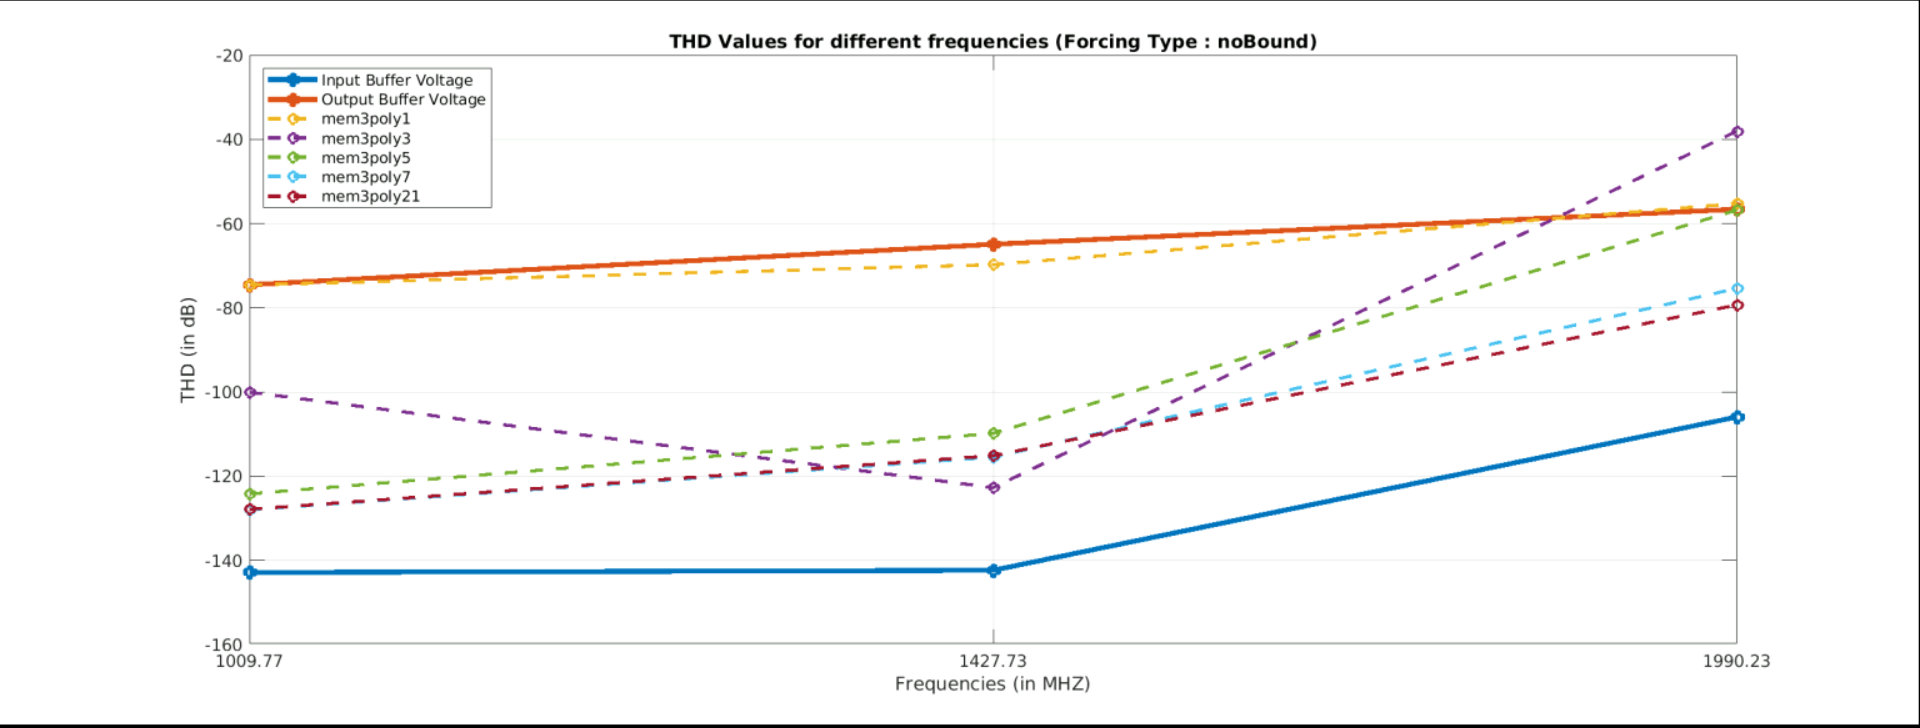 THD Values for different frequencies (Forcing Type : noBound)
-20
Input Buffer Voltage
Output Buffer Voltage
mem3poly1
mem3poly3
mem3poly5
mem3poly7
mem3poly21
-40
-60
-80
-100
-120
-140
-160
THD (in dB)
1009.77
1427.73
1990.23
Frequencies (in MHZ)